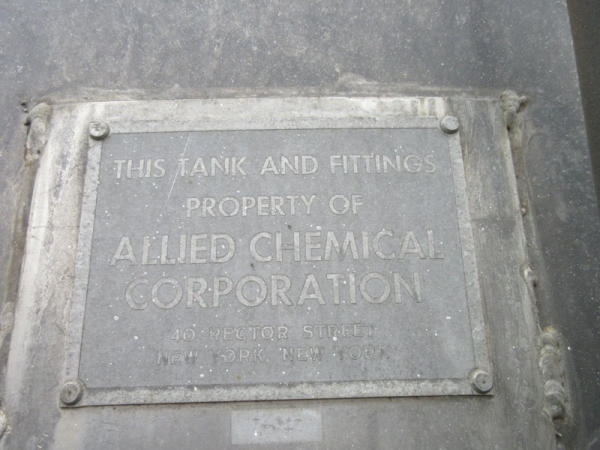 THIS TANK AND FITTINGS
PROPERTY OF
ALLIED CHEMICAL
CORPORATION
40 RECTOR STREET
NEW YORK, NEW YORK